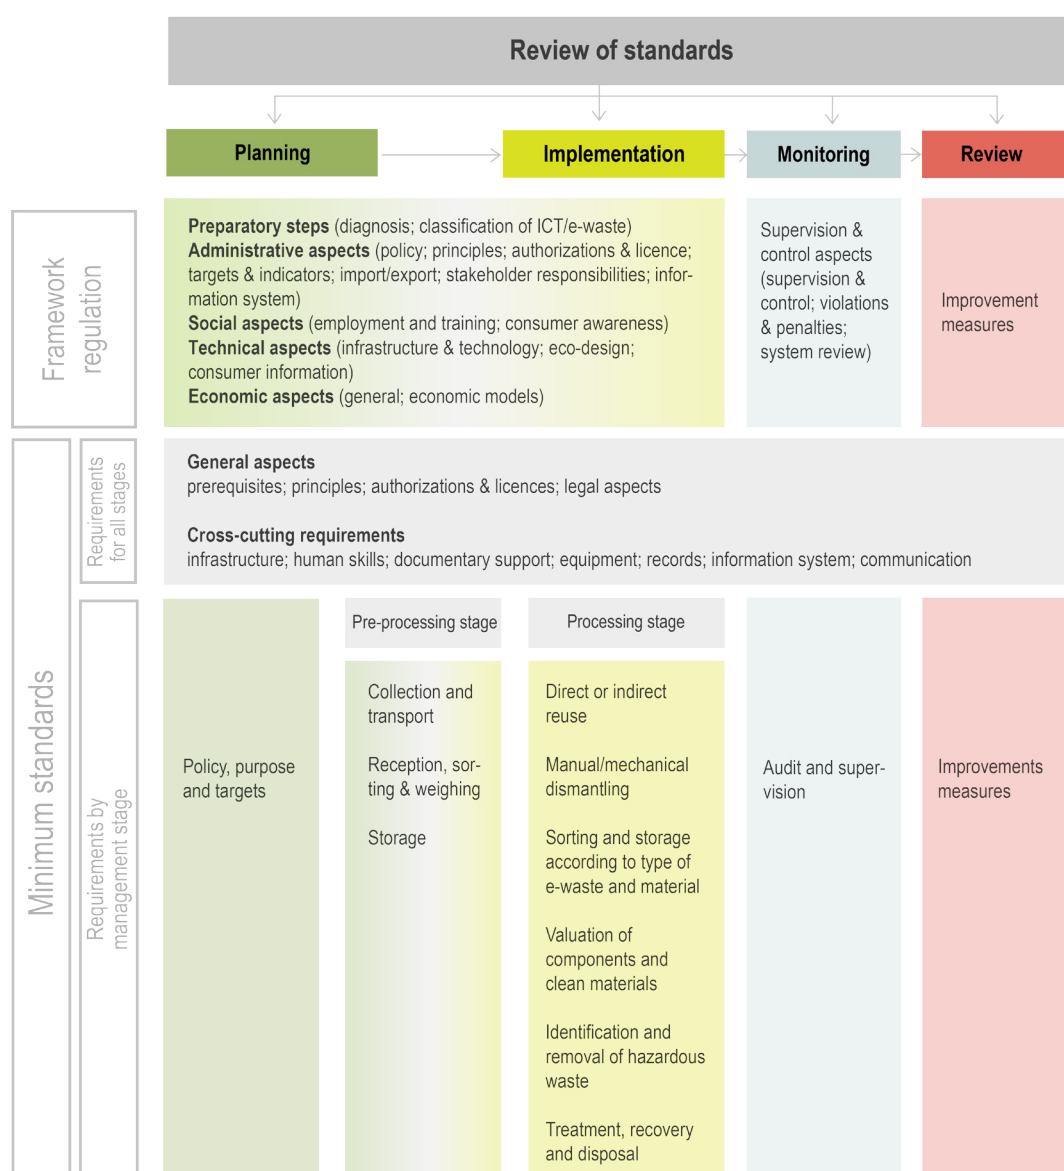 Review of standards
Planning
Implementation
Monitoring
Review
Framework
regulation
Preparatory steps (diagnosis; classification of ICT/e-waste)
Administrative aspects (policy; principles; authorizations & licence;
targets & indicators; import/export; stakeholder responsibilities; infor-
mation system)
Social aspects (employment and training; consumer awareness)
Technical aspects (infrastructure & technology; eco-design;
consumer information)
Economic aspects (general; economic models)
Supervision &
control aspects
(supervision &
control; violations
& penalties;
system review)
Improvement
measures
Minimum standards
Requirements
for all stages
General aspects
prerequisites; principles; authorizations & licences; legal aspects
Cross-cutting requirements
infrastructure; human skills; documentary support; equipment; records; information system; communication
Requirements by
management stage
Policy, purpose
and targets
Pre-processing stage
Collection and
transport
Reception, sor-
ting & weighing
Storage
Processing stage
Direct or indirect
reuse
Manual/mechanical
dismantling
Sorting and storage
according to type of
e-waste and material
Valuation of
components and
clean materials
Identification and
removal of hazardous
waste
Treatment, recovery
and disposal
Audit and super-
vision
Improvements
measures